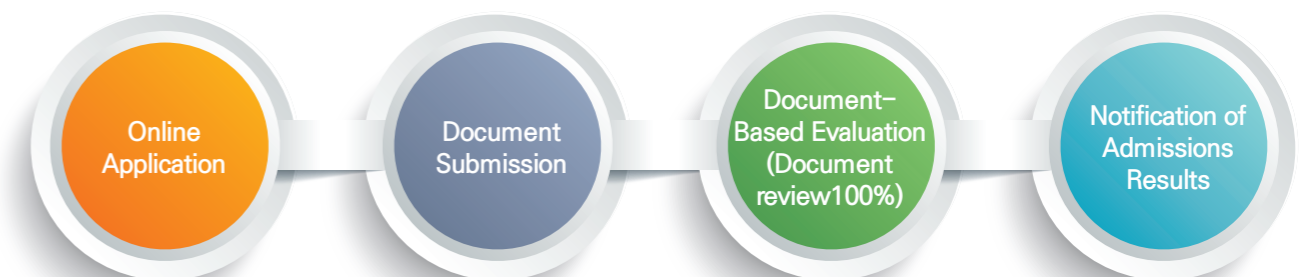 Online
Application
Document
Submission
Document-
Based Evaluation
(Document
review100%)
Notification of
Admissions
Results